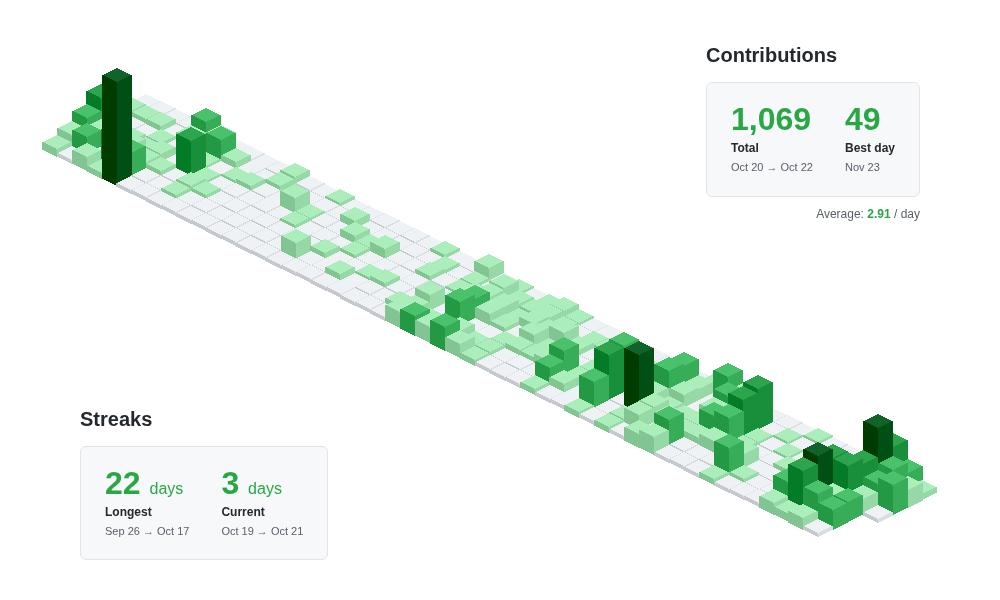 Contributions
1,069 49
Total Best day
Oct 20 → Oct 22 Nov 23
Average: 2.91 / day
Streaks
22 days 3 days
Longest Current
Sep 26 → Oct 17 Oct 19 → Oct 21